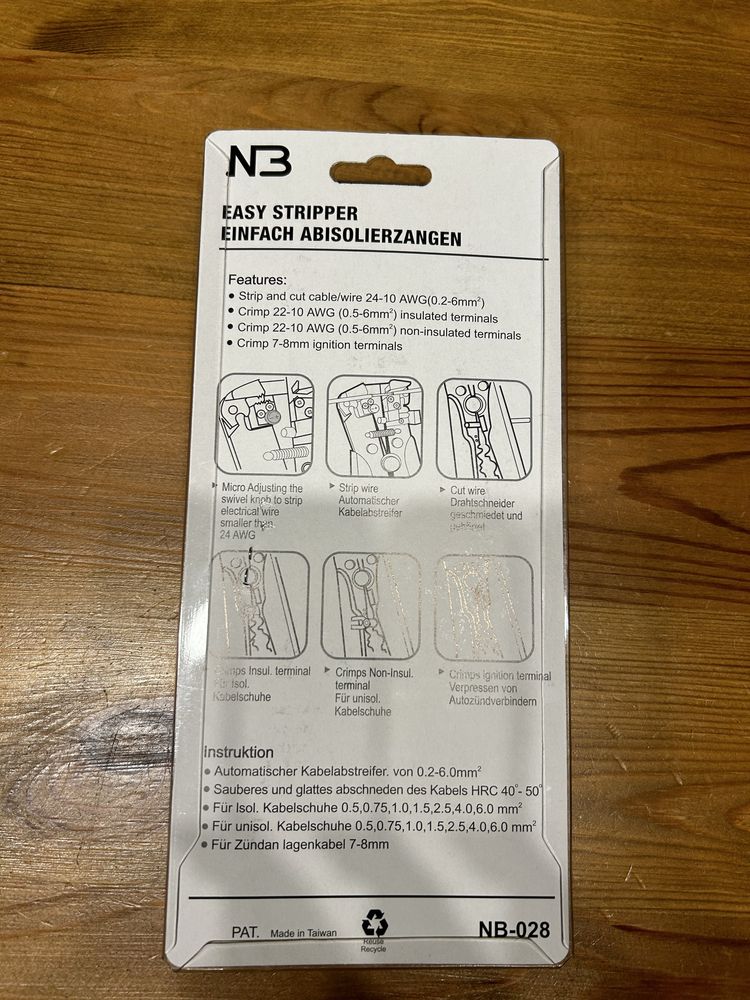 NB
EASY STRIPPER
EINFACH ABISOLIERZANGEN
Features:
• Strip and cut cable/wire 24-10 AWG(0.2-6mm²)
• Crimp 22-10 AWG (0.5-6mm²) insulated terminals
• Crimp 22-10 AWG (0.5-6mm²) non-insulated terminals
• Crimp 7-8mm ignition terminals
Micro Adjusting the
swivel knob to strip
electrical wire
smaller than
24 AWG
Strip wire
Automatischer
Kabelabstreifer
Cut wire
Drahtschneider
geschmiedet und
Crimps Insul. terminal
Für Isol.
Kabelschuhe
Crimps Non-Insul.
terminal
Für unisol.
Kabelschuhe
Crimps ignition terminal
Verpressen von
Autozündverbindern
Instruktion
• Automatischer Kabelabstreifer. von 0.2-6.0mm²
• Sauberes und glattes abschneden des Kabels HRC 40°- 50°
• Für Isol. Kabelschuhe 0.5,0.75,1.0,1.5,2.5,4.0,6.0 mm²
• Für unisol. Kabelschuhe 0.5,0.75,1.0,1.5,2.5,4.0,6.0 mm²
• Für Zündan lagenkabel 7-8mm
PAT. Made in Taiwan
Reuse
Recycle
NB-028